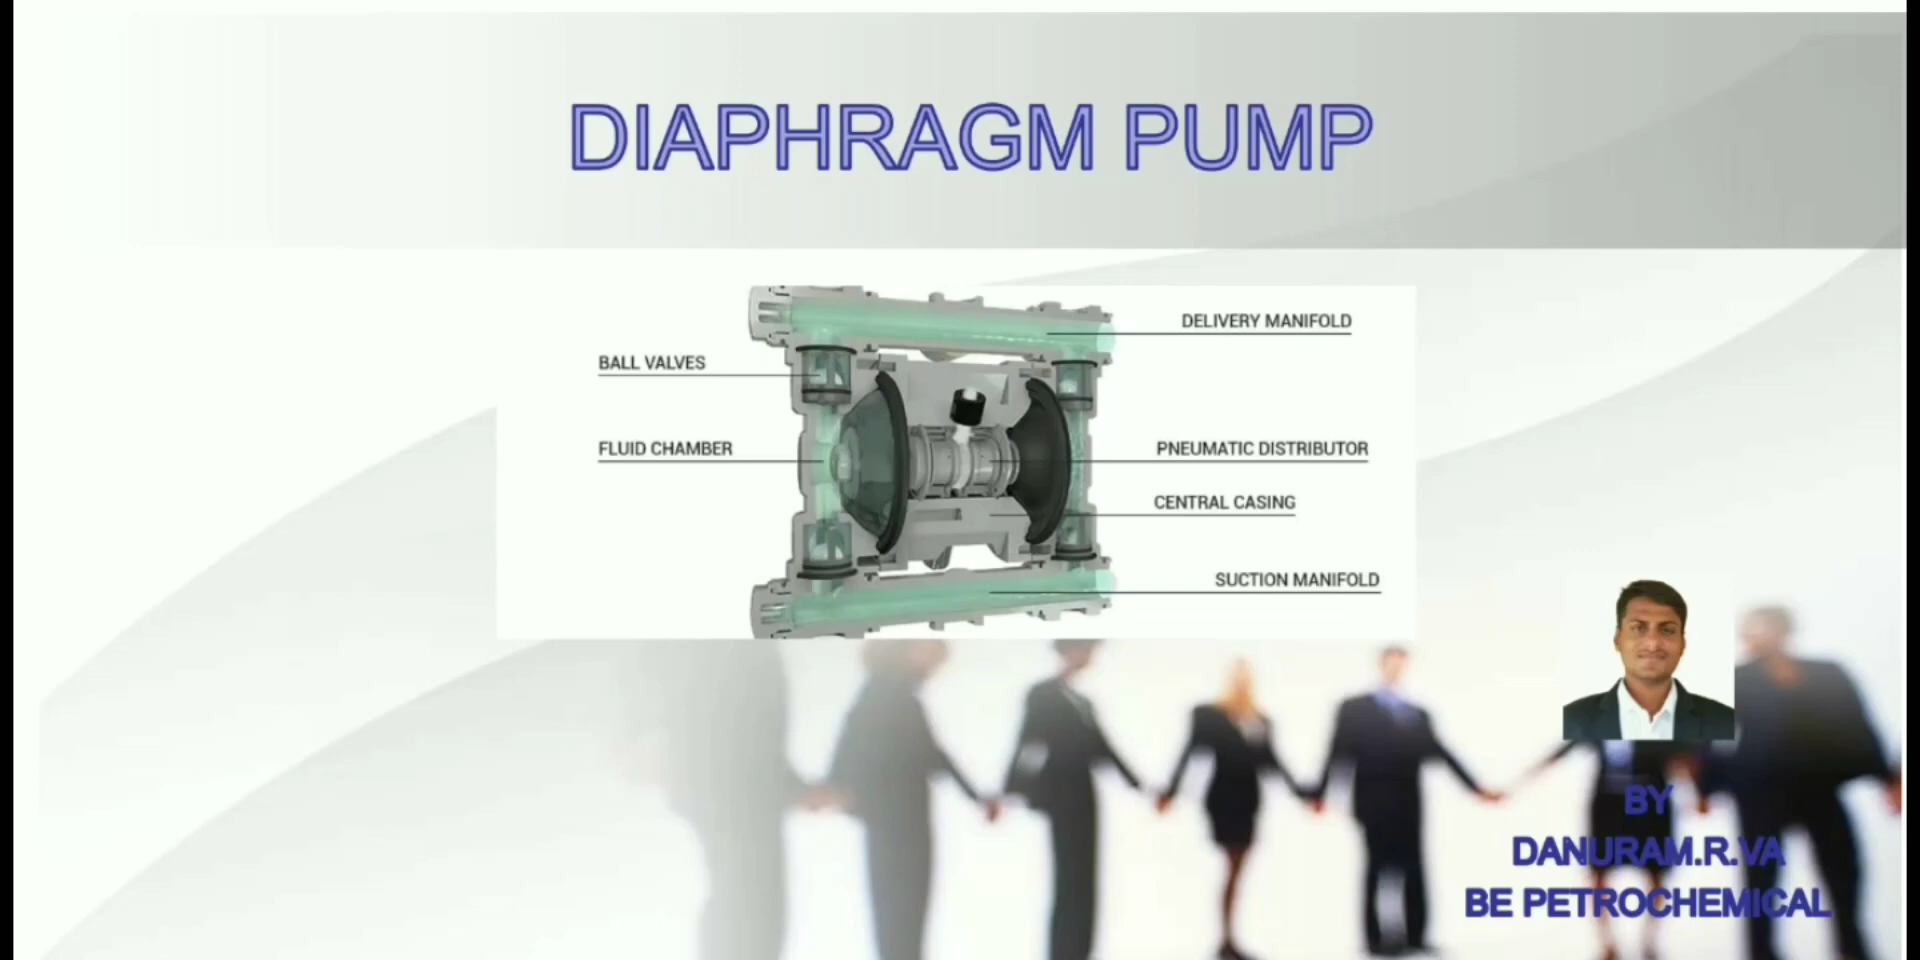 DIAPHRAGM PUMP
DELIVERY MANIFOLD
BALL VALVES
FLUID CHAMBER
PNEUMATIC DISTRIBUTOR
CENTRAL CASING
SUCTION MANIFOLD
BY
DANURAM.R.VA
BE PETROCHEMICAL